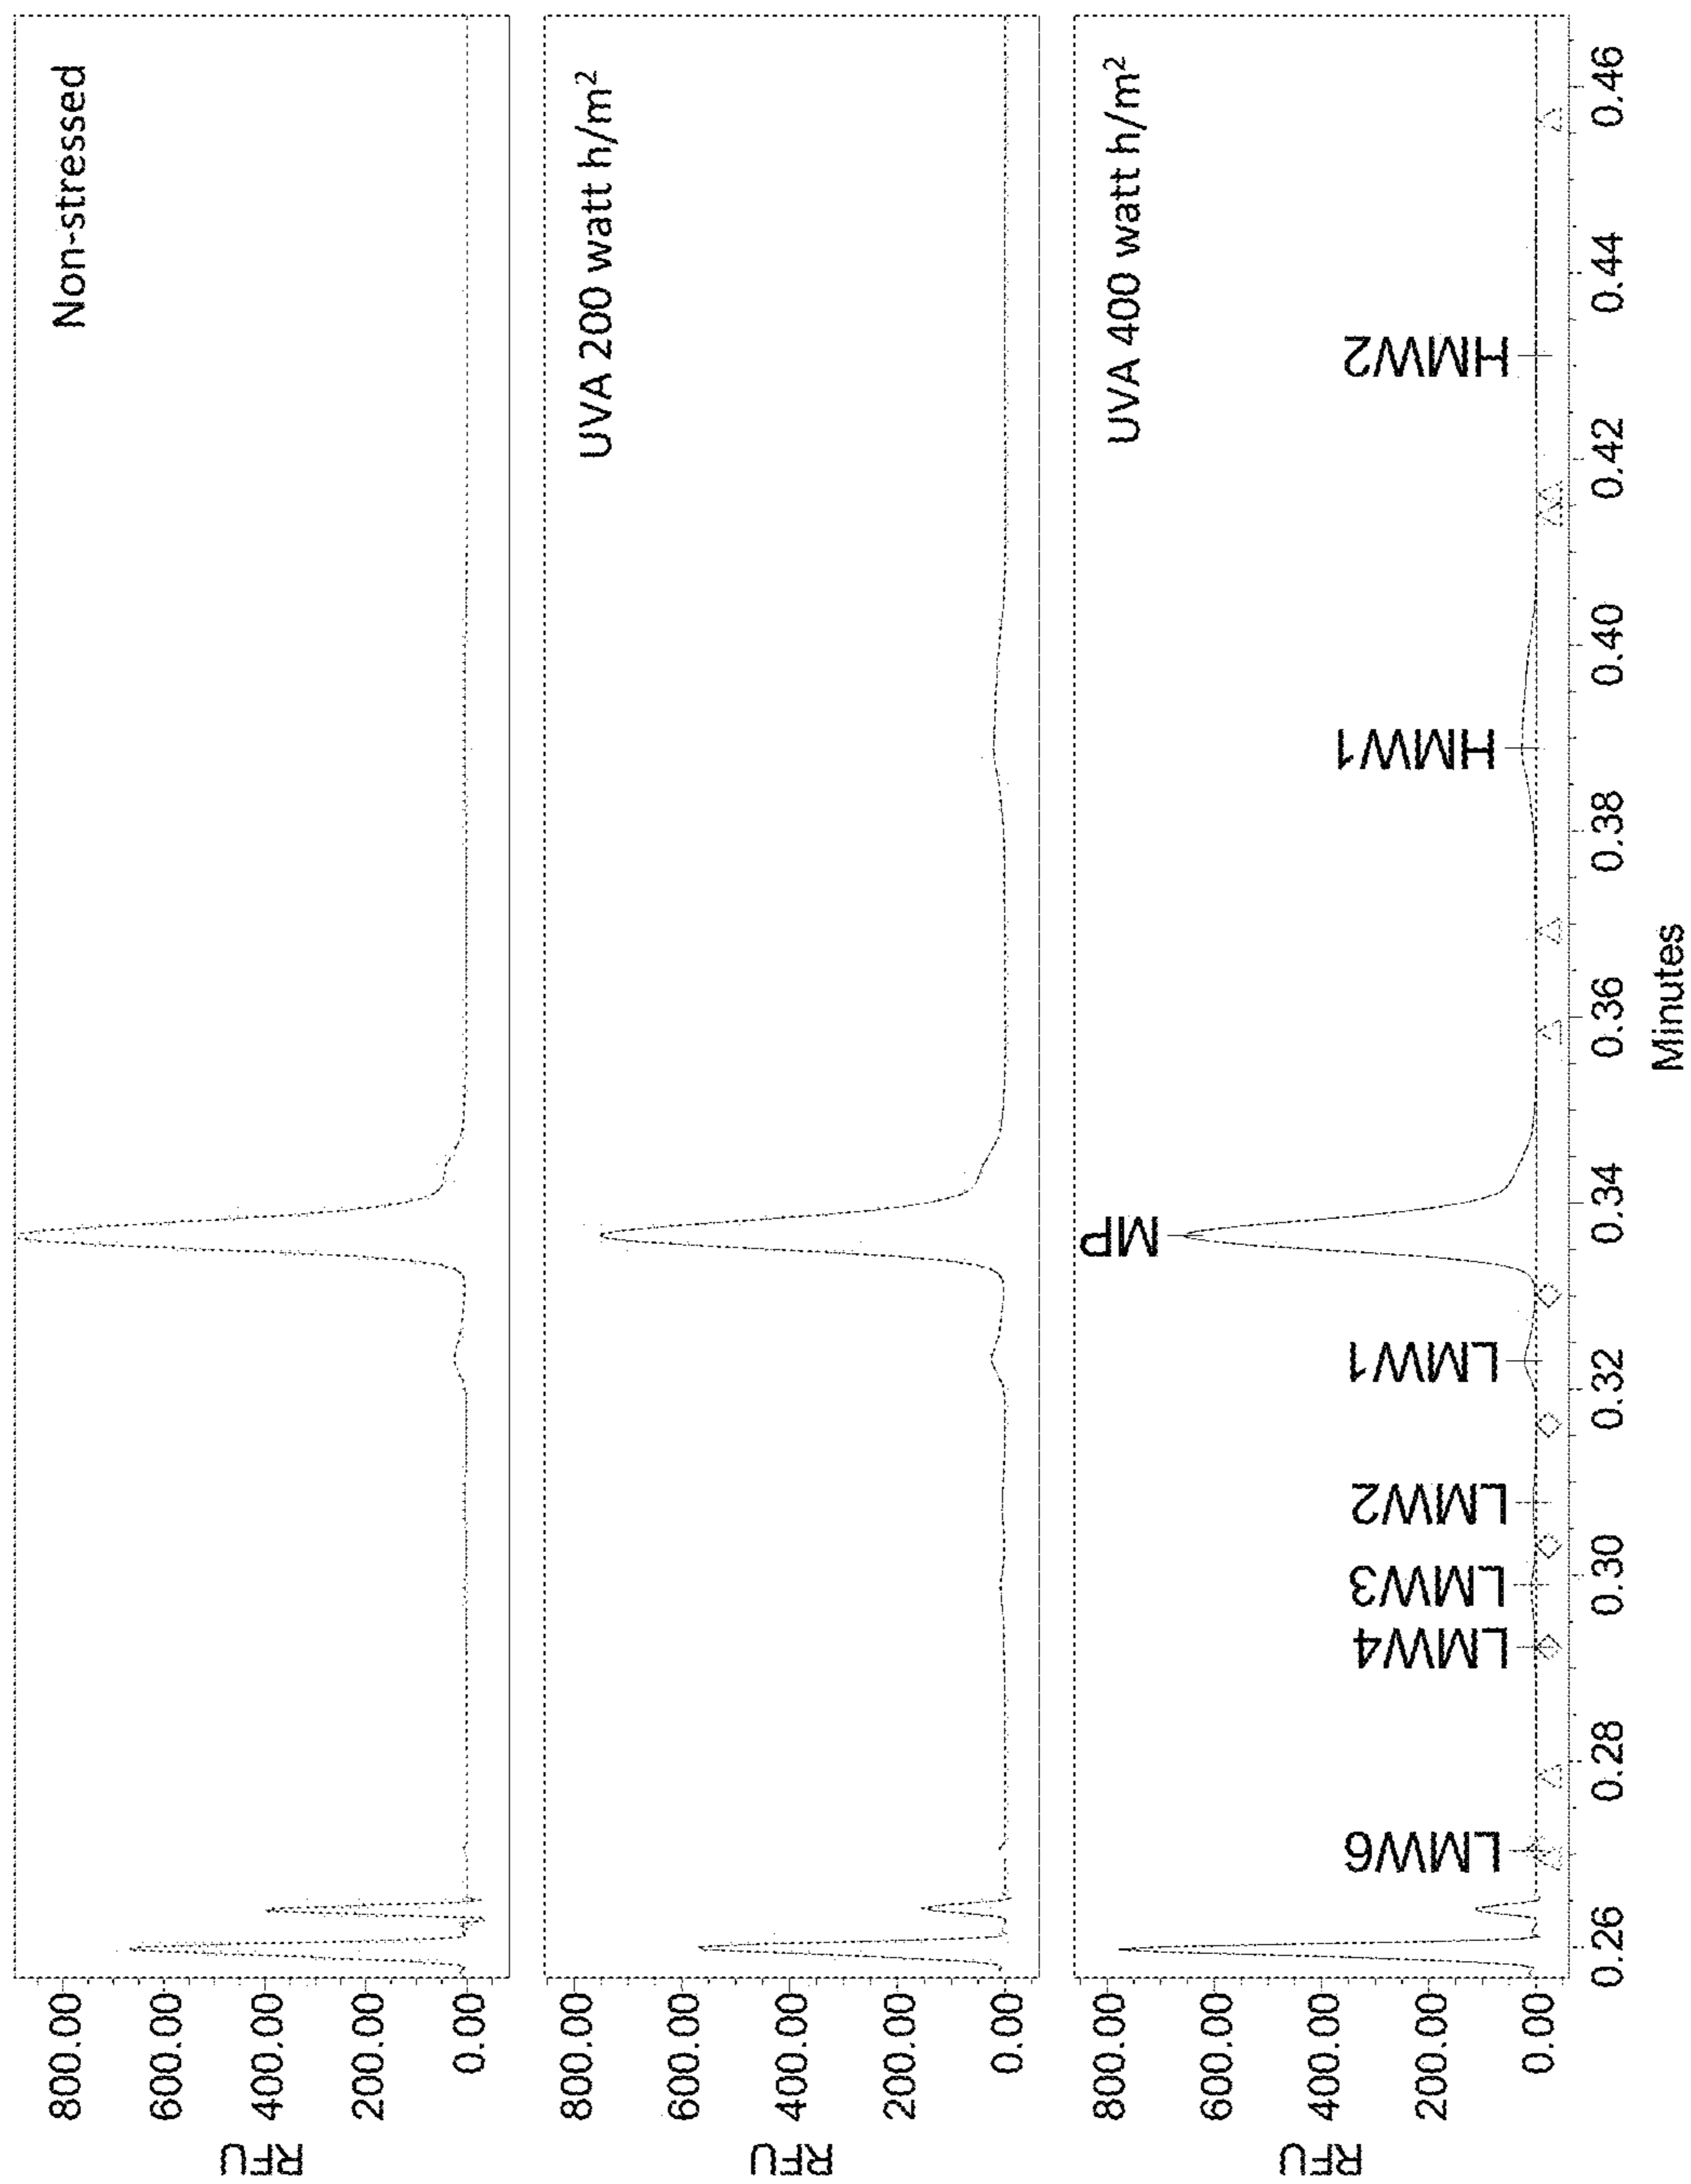 Non-stressed
RFU
800.00
600.00
400.00
200.00
0.00
UVA 200 watt h/m²
RFU
800.00
600.00
400.00
200.00
0.00
UVA 400 watt h/m²
RFU
800.00
600.00
400.00
200.00
0.00
LMW6
LMW4
LMW3
LMW2
LMW1
MP
HMW1
HMW2
0.26
0.28
0.30
0.32
0.34
0.36
0.38
0.40
0.42
0.44
0.46
Minutes